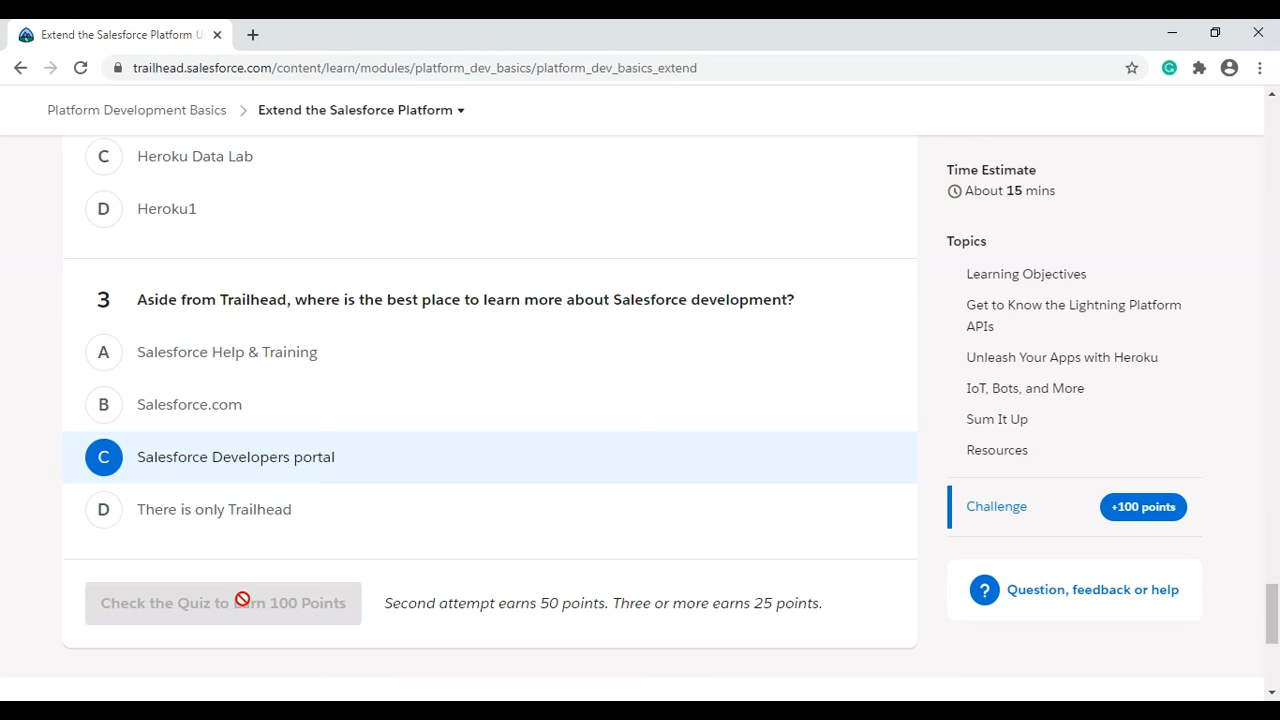 Extend the Salesforce Platform U
trailhead.salesforce.com/content/learn/modules/platform_dev_basics/platform_dev_basics_extend
Platform Development Basics
Extend the Salesforce Platform
C Heroku Data Lab
D Heroku1
3 Aside from Trailhead, where is the best place to learn more about Salesforce development?
A Salesforce Help & Training
B Salesforce.com
C Salesforce Developers portal
D There is only Trailhead
Check the Quiz to Earn 100 Points
Second attempt earns 50 points. Three or more earns 25 points.
Time Estimate
About 15 mins
Topics
Learning Objectives
Get to Know the Lightning Platform
APIs
Unleash Your Apps with Heroku
IoT, Bots, and More
Sum It Up
Resources
Challenge
+100 points
? Question, feedback or help